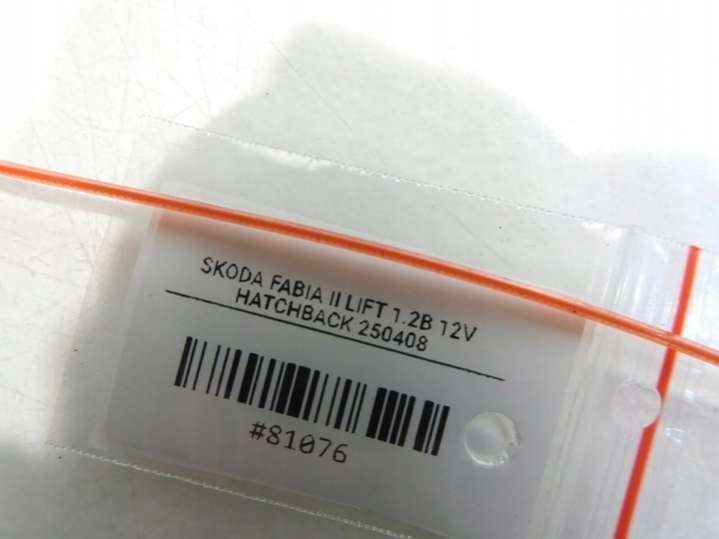 SKODA FABIA II LIFT 1.2B 12V
HATCHBACK 250408
#81076